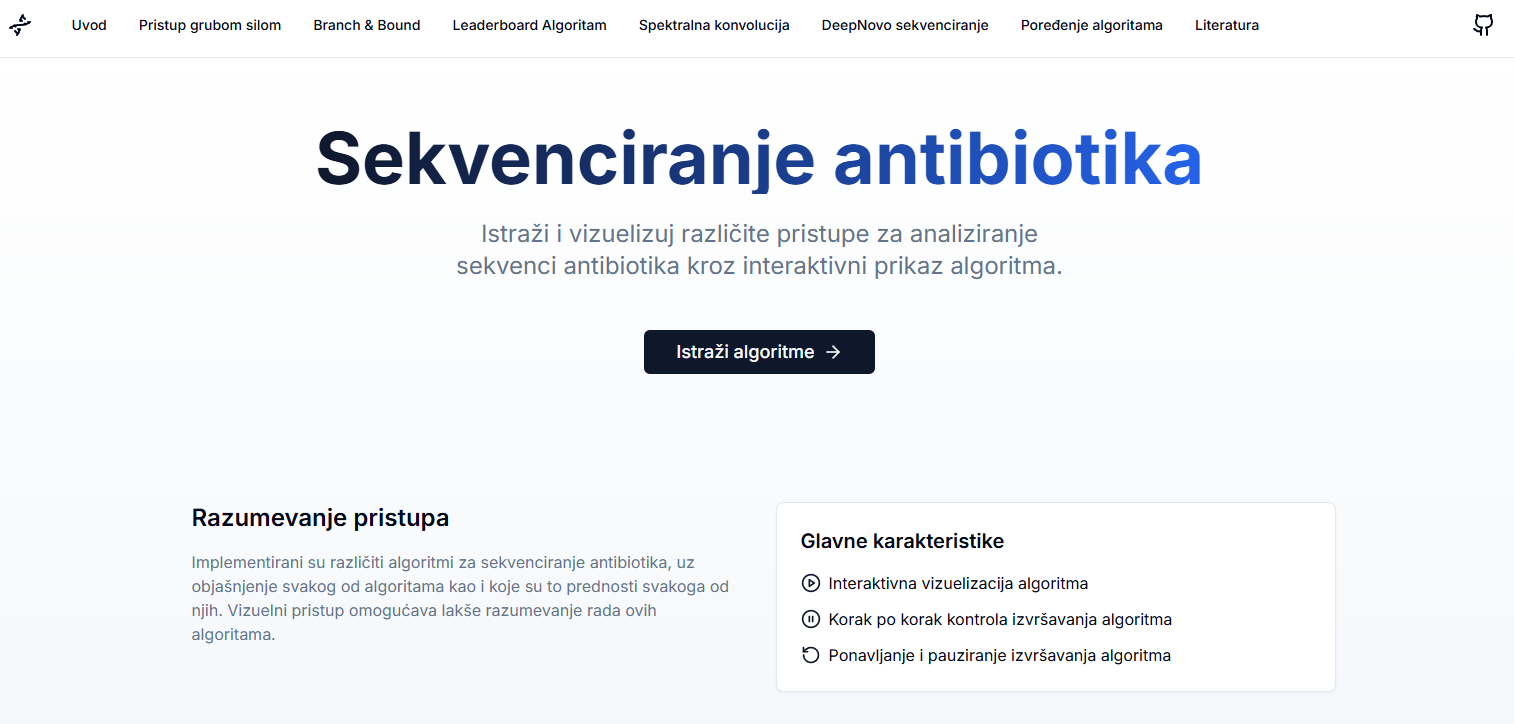 Uvod
Pristup grubom silom
Branch & Bound
Leaderboard Algoritam
Spektralna konvolucija
DeepNovo sekvenciranje
Poređenje algoritama
Literatura
Sekvenciranje antibiotika
Istraži i vizuelizuj različite pristupe za analiziranje
sekvenci antibiotika kroz interaktivni prikaz algoritma.
Istraži algoritme
Razumevanje pristupa
Implementirani su različiti algoritmi za sekvenciranje antibiotika, uz
objašnjenje svakog od algoritama kao i koje su to prednosti svakoga od
njih. Vizuelni pristup omogućava lakše razumevanje rada ovih
algoritama.
Glavne karakteristike
Interaktivna vizuelizacija algoritma
Korak po korak kontrola izvršavanja algoritma
Ponavljanje i pauziranje izvršavanja algoritma